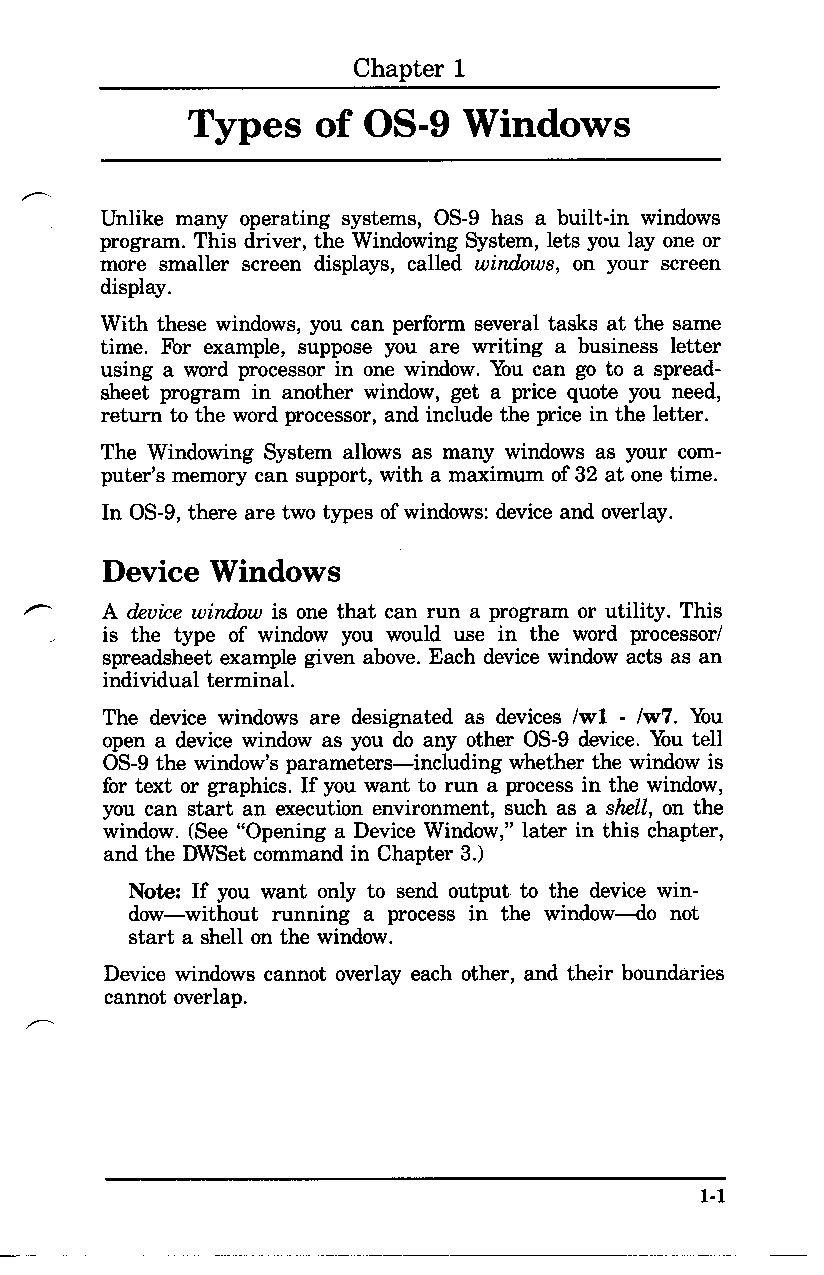 Chapter 1
Types of OS-9 Windows
Unlike many operating systems, OS-9 has a built-in windows
program. This driver, the Windowing System, lets you lay one or
more smaller screen displays, called windows, on your screen
display.
With these windows, you can perform several tasks at the same
time. For example, suppose you are writing a business letter
using a word processor in one window. You can go to a spread-
sheet program in another window, get a price quote you need,
return to the word processor, and include the price in the letter.
The Windowing System allows as many windows as your com-
puter's memory can support, with a maximum of 32 at one time.
In OS-9, there are two types of windows: device and overlay.
Device Windows
A device window is one that can run a program or utility. This
is the type of window you would use in the word processor/
spreadsheet example given above. Each device window acts as an
individual terminal.
The device windows are designated as devices /w1 - /w7. You
open a device window as you do any other OS-9 device. You tell
OS-9 the window's parameters—including whether the window is
for text or graphics. If you want to run a process in the window,
you can start an execution environment, such as a shell, on the
window. (See “Opening a Device Window,” later in this chapter,
and the DWSet command in Chapter 3.)
Note: If you want only to send output to the device win-
dow—without running a process in the window—do not
start a shell on the window.
Device windows cannot overlay each other, and their boundaries
cannot overlap.
1-1